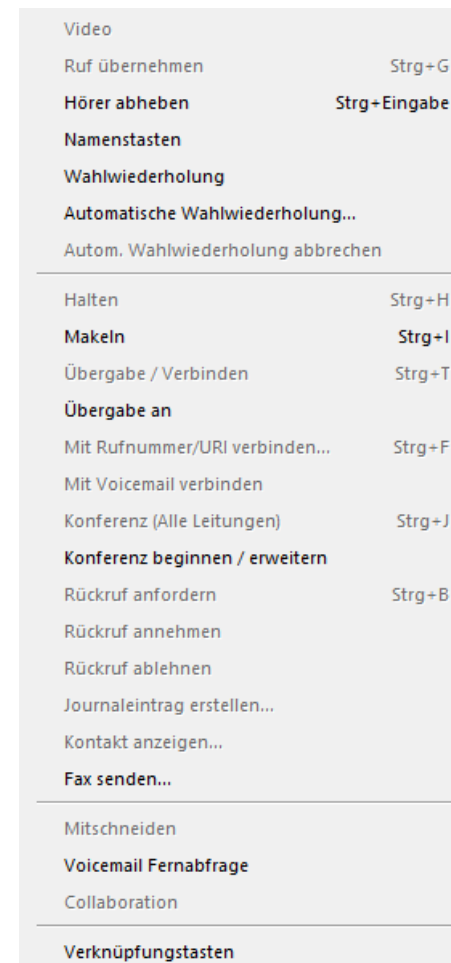 Video
Ruf übernehmen Strg+G
Hörer abheben Strg+Eingabe
Namenstasten
Wahlwiederholung
Automatische Wahlwiederholung...
Autom. Wahlwiederholung abbrechen
Halten Strg+H
Makeln Strg+I
Übergabe / Verbinden Strg+T
Übergabe an
Mit Rufnummer/URI verbinden... Strg+F
Mit Voicemail verbinden
Konferenz (Alle Leitungen) Strg+J
Konferenz beginnen / erweitern
Rückruf anfordern Strg+B
Rückruf annehmen
Rückruf ablehnen
Journaleintrag erstellen...
Kontakt anzeigen...
Fax senden...
Mitschneiden
Voicemail Fernabfrage
Collaboration
Verknüpfungstasten